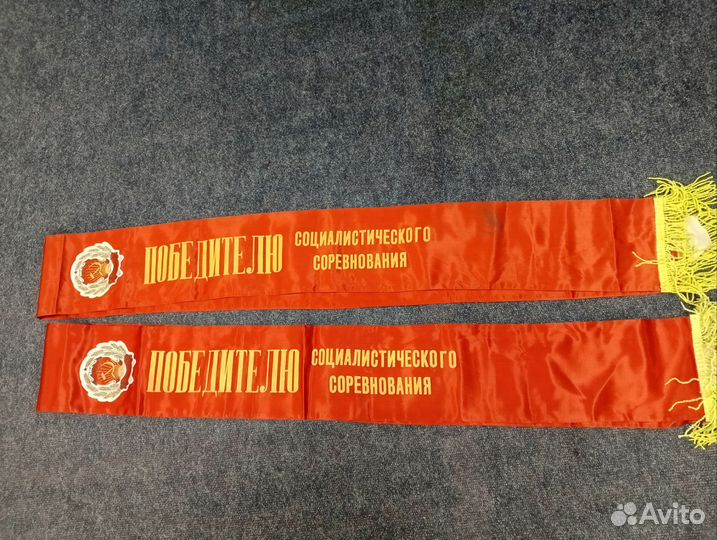 ПОБЕДИТЕЛЮ
СОЦИАЛИСТИЧЕСКОГО
СОРЕВНОВАНИЯ
ПОБЕДИТЕЛЮ
СОЦИАЛИСТИЧЕСКОГО
СОРЕВНОВАНИЯ
Avito